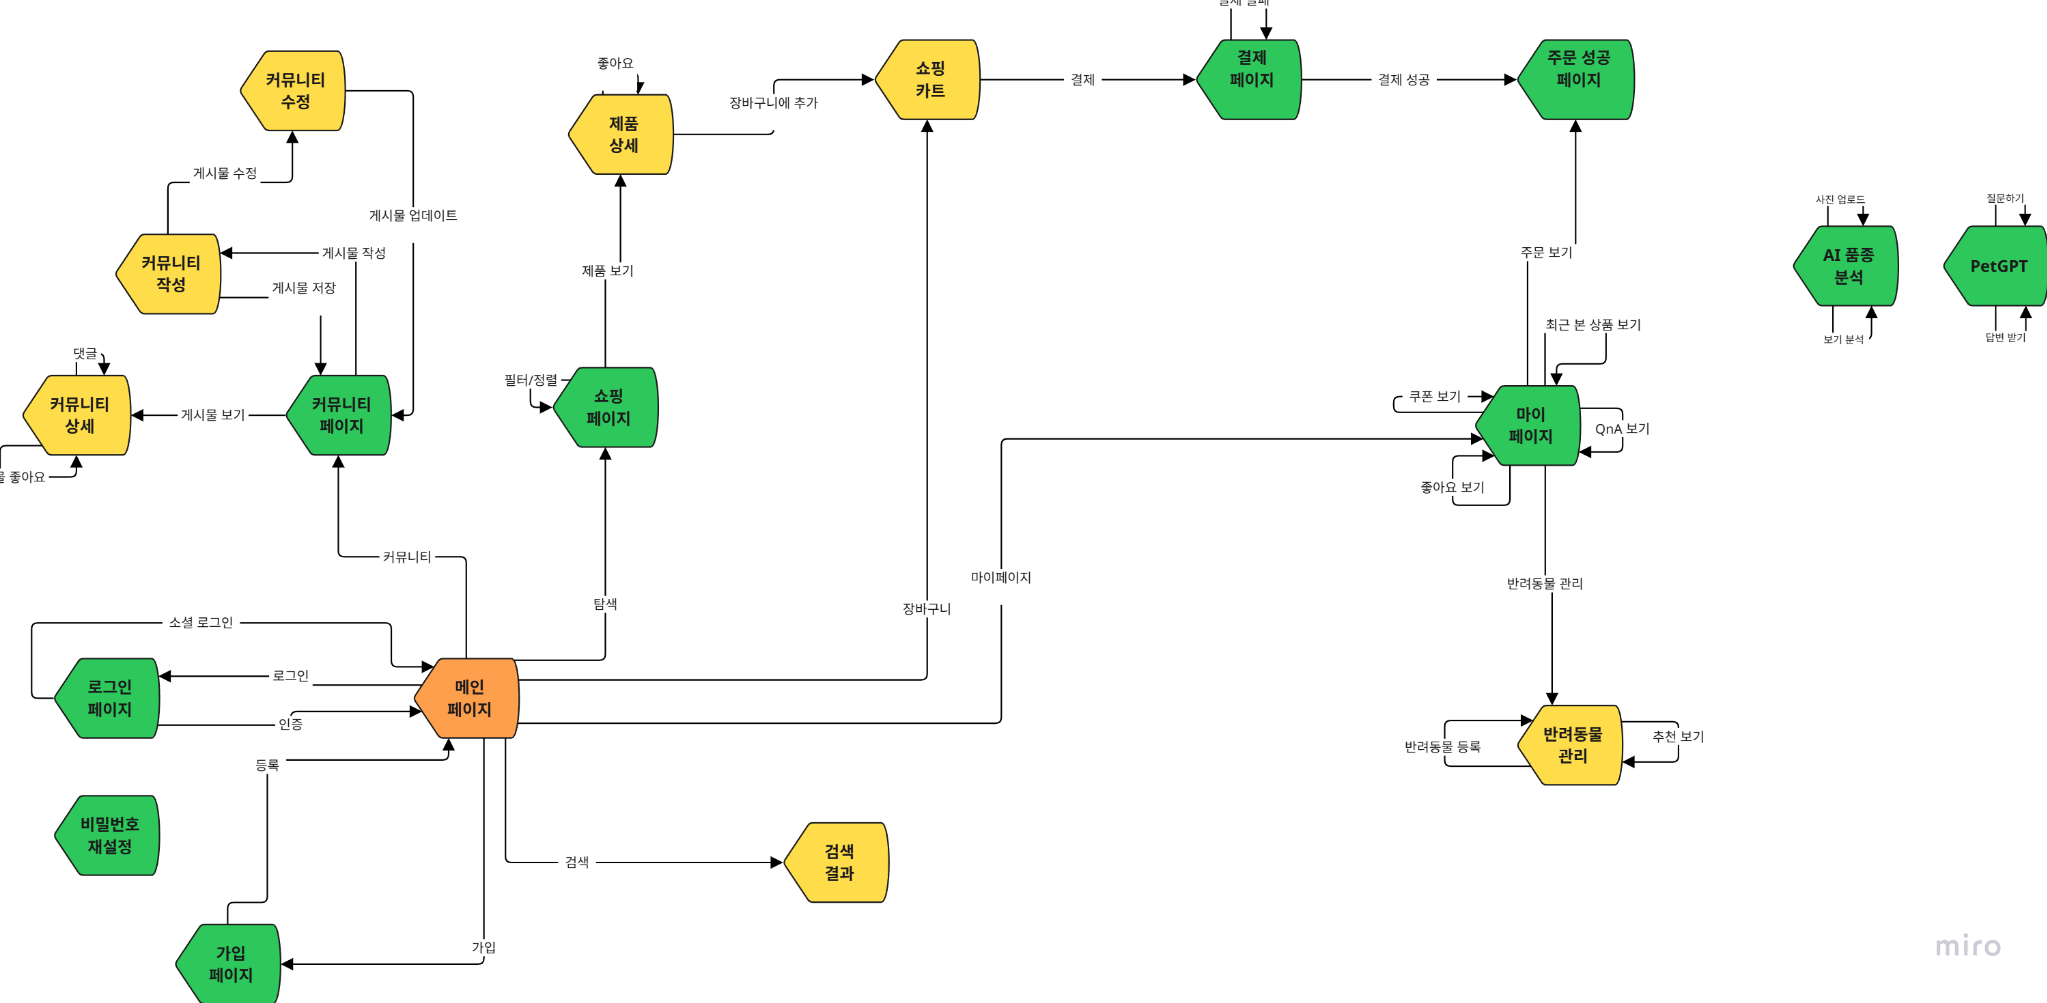 커뮤니티
수정
좋아요
제품
상세
장바구니에 추가
쇼핑
카트
결제
결제
페이지
결제 성공
주문 성공
페이지
게시물 수정
게시물 업데이트
커뮤니티
작성
게시물 작성
게시물 저장
제품 보기
주문 보기
사진 업로드
AI 품종
분석
보기 분석
질문하기
PetGPT
답변 받기
댓글
커뮤니티
상세
좋아요
게시물 보기
커뮤니티
페이지
필터/정렬
쇼핑
페이지
최근 본 상품 보기
쿠폰 보기
마이
페이지
QnA 보기
좋아요 보기
커뮤니티
탐색
장바구니
마이페이지
반려동물 관리
소셜 로그인
로그인
페이지
로그인
인증
메인
페이지
등록
반려동물 등록
반려동물
관리
추천 보기
비밀번호
재설정
검색
검색
결과
가입
가입
페이지
miro